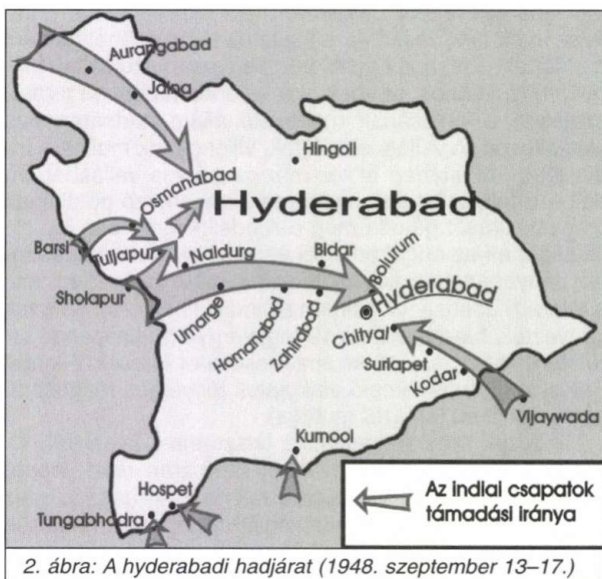 Aurangabad
Jalna
Hingoli
Osmanabad
Hyderabad
Barsi
Tuljapur
Naldurg
Bidar
Bolurum
Sholapur
Umarge
Homanabad
Zahirabad
Hyderabad
Chityal
Suriapet
Kodar
Vijaywada
Kurnool
Hospet
Tungabhadra
Az indiai csapatok
támadási iránya
2. ábra: A hyderabadi hadjárat (1948. szeptember 13–17.)